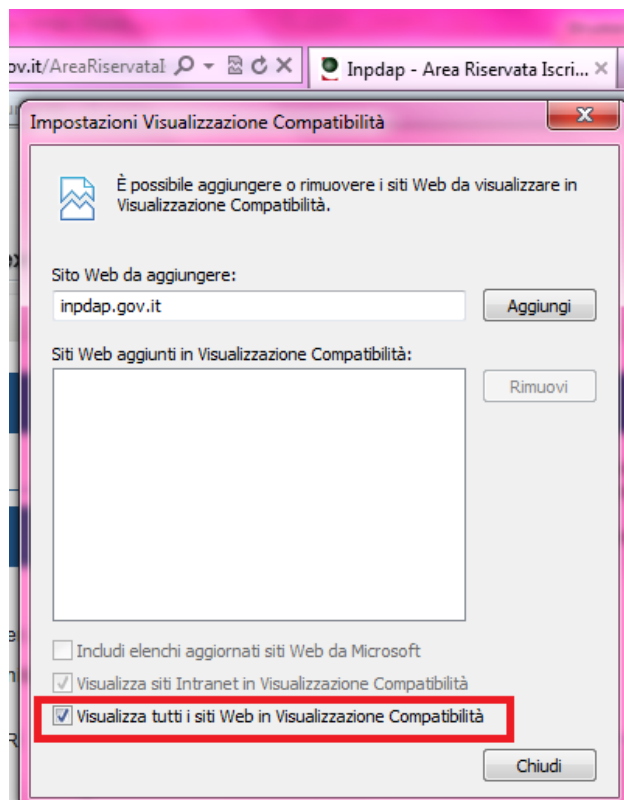 ov.it/AreaRiservataI
Inpdap - Area Riservata Iscri...
Impostazioni Visualizzazione Compatibilità
È possibile aggiungere o rimuovere i siti Web da visualizzare in
Visualizzazione Compatibilità.
Sito Web da aggiungere:
inpdap.gov.it
Aggiungi
Siti Web aggiunti in Visualizzazione Compatibilità:
Rimuovi
Includi elenchi aggiornati siti Web da Microsoft
Visualizza siti Intranet in Visualizzazione Compatibilità
Visualizza tutti i siti Web in Visualizzazione Compatibilità
Chiudi